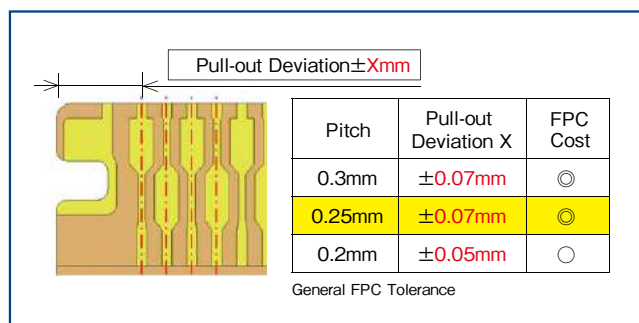 Pull-out Deviation±Xmm
Pitch Pull-out Deviation X FPC Cost
0.3mm ±0.07mm ◎
0.25mm ±0.07mm ◎
0.2mm ±0.05mm ○
General FPC Tolerance